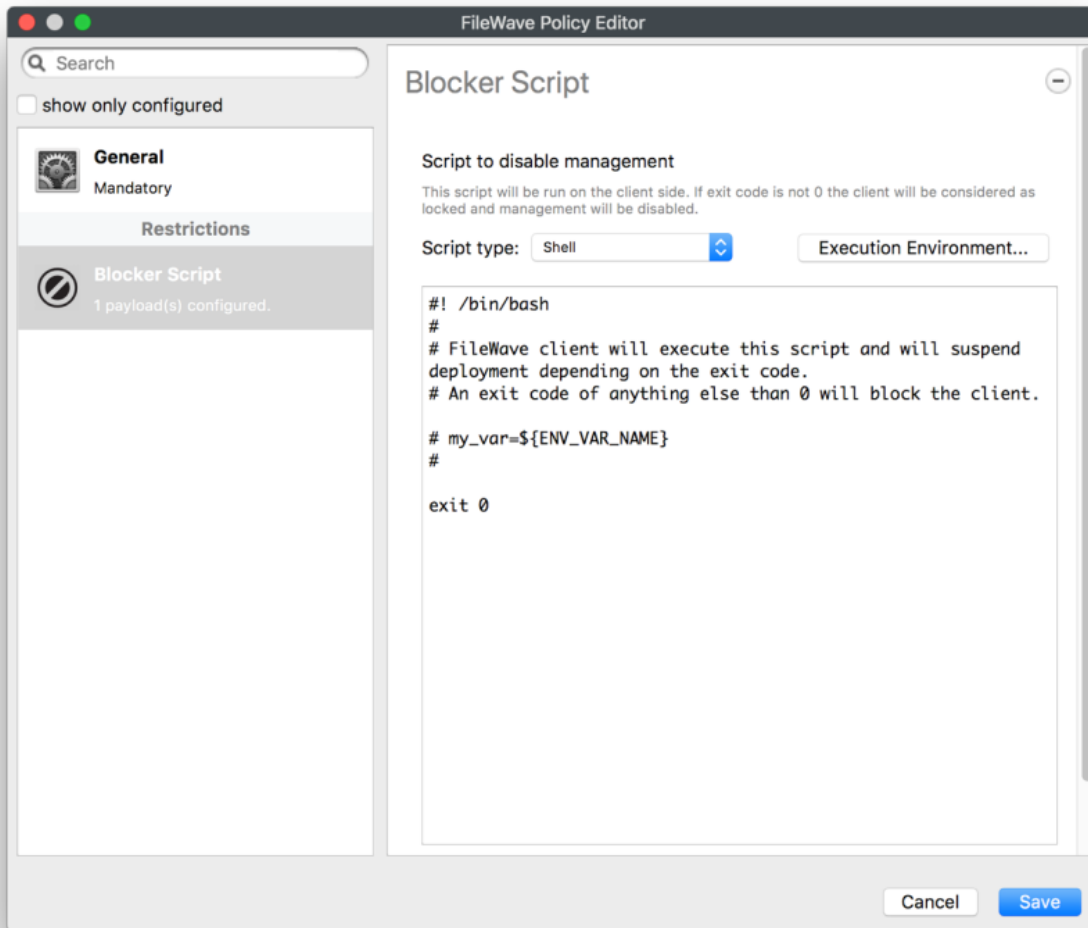 FileWave Policy Editor
Search
show only configured
General
Mandatory
Restrictions
Blocker Script
1 payload(s) configured.
Blocker Script
Script to disable management
This script will be run on the client side. If exit code is not 0 the client will be considered as
locked and management will be disabled.
Script type: Shell Execution Environment...
#! /bin/bash
#
# FileWave client will execute this script and will suspend
deployment depending on the exit code.
# An exit code of anything else than 0 will block the client.
# my_var=${ENV_VAR_NAME}
#
exit 0
Cancel Save